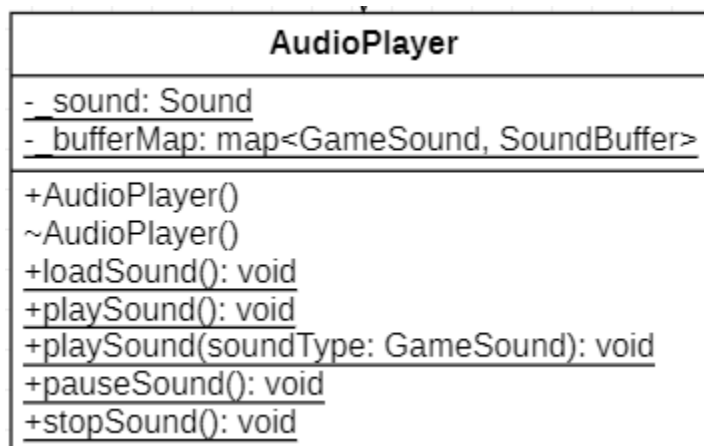 AudioPlayer
-_sound: Sound
-_bufferMap: map<GameSound, SoundBuffer>
+AudioPlayer()
~AudioPlayer()
+loadSound(): void
+playSound(): void
+playSound(soundType: GameSound): void
+pauseSound(): void
+stopSound(): void